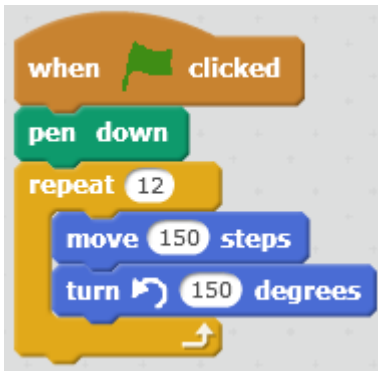 when clicked
pen down
repeat 12
move 150 steps
turn 150 degrees